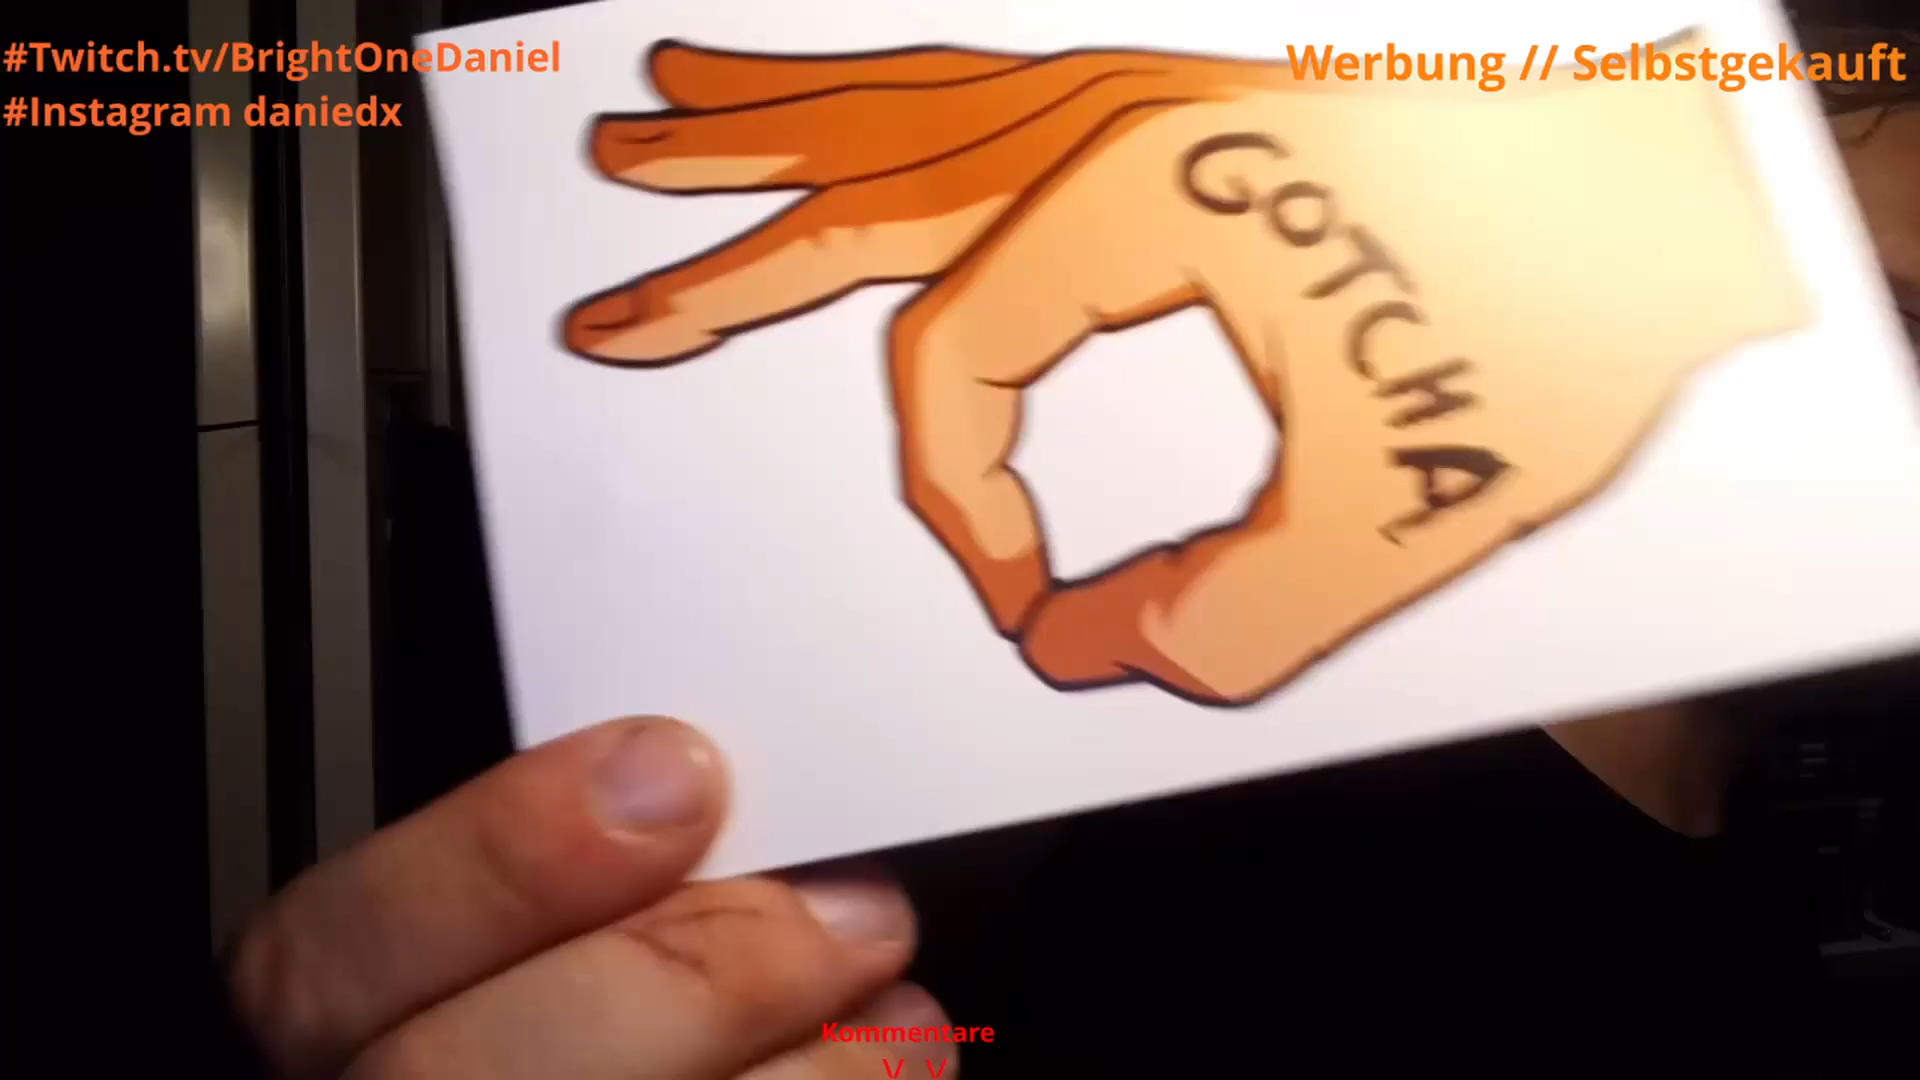 #Twitch.tv/BrightOneDaniel
#Instagram daniedx
Werbung // Selbstgekauft
GOTCHA
Kommentare
\/ \/